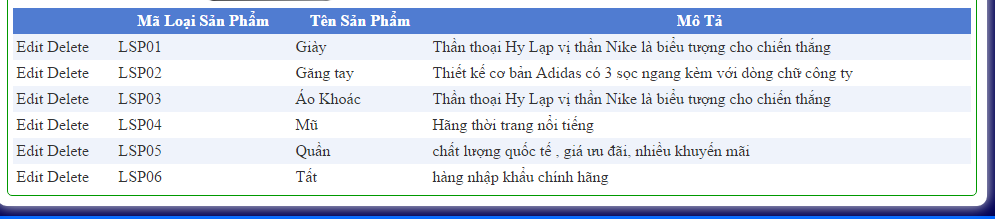 Mã Loại Sản Phẩm Tên Sản Phẩm Mô Tả
Edit Delete LSP01 Giày Thần thoại Hy Lạp vị thần Nike là biểu tượng cho chiến thắng
Edit Delete LSP02 Găng tay Thiết kế cơ bản Adidas có 3 sọc ngang kèm với dòng chữ công ty
Edit Delete LSP03 Áo Khoác Thần thoại Hy Lạp vị thần Nike là biểu tượng cho chiến thắng
Edit Delete LSP04 Mũ Hãng thời trang nổi tiếng
Edit Delete LSP05 Quần chất lượng quốc tế , giá ưu đãi, nhiều khuyến mãi
Edit Delete LSP06 Tất hàng nhập khẩu chính hãng